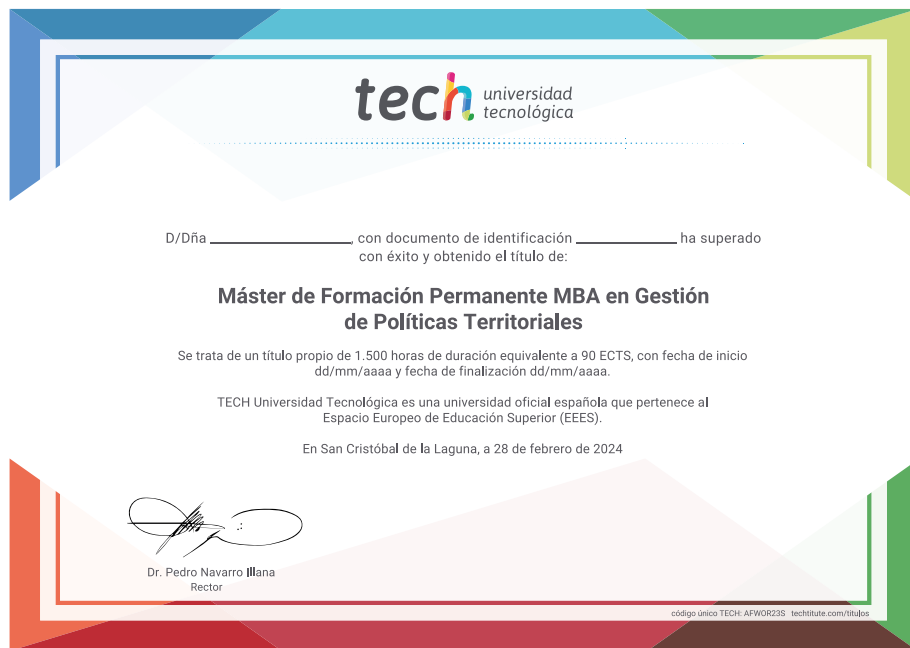 tech universidad
tecnológica
D/Dña ______________, con documento de identificación __________ ha superado
con éxito y obtenido el título de:
Máster de Formación Permanente MBA en Gestión
de Políticas Territoriales
Se trata de un título propio de 1.500 horas de duración equivalente a 90 ECTS, con fecha de inicio
dd/mm/aaaa y fecha de finalización dd/mm/aaaa.
TECH Universidad Tecnológica es una universidad oficial española que pertenece al
Espacio Europeo de Educación Superior (EEES).
En San Cristóbal de la Laguna, a 28 de febrero de 2024
Dr. Pedro Navarro Illana
Rector
código único TECH: AFWOR23S techtitute.com/titulos